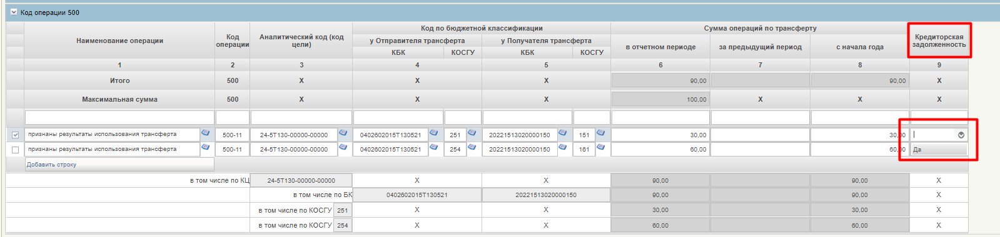 Код операции 500
Наименование операции Код операции Аналитический код (код цели) Код по бюджетной классификации Сумма операций по трансферту Кредиторская задолженность
у Отправителя трансферта у Получателя трансферта в отчетном периоде за предыдущий период с начала года
КБК КОСГУ КБК КОСГУ
1 2 3 4 5 6 7 8 9
Итого 500 X X X 90,00 90,00 X
Максимальная сумма 500 X X X 100,00 X X X
признаны результаты использования трансферта 500-11 24-5Т130-00000-00000 0402602015Т130521 251 20221513020000150 151 30,00 30,00
признаны результаты использования трансферта 500-11 24-5Т130-00000-00000 0402602015Т130521 254 20221513020000150 161 60,00 60,00 Да
Добавить строку
в том числе по КЦ 24-5Т130-00000-00000 X X 90,00 90,00 X
в том числе по БК 0402602015Т130521 20221513020000150 90,00 90,00 X
в том числе по КОСГУ 251 X X 30,00 30,00 X
в том числе по КОСГУ 254 X X 60,00 60,00 X